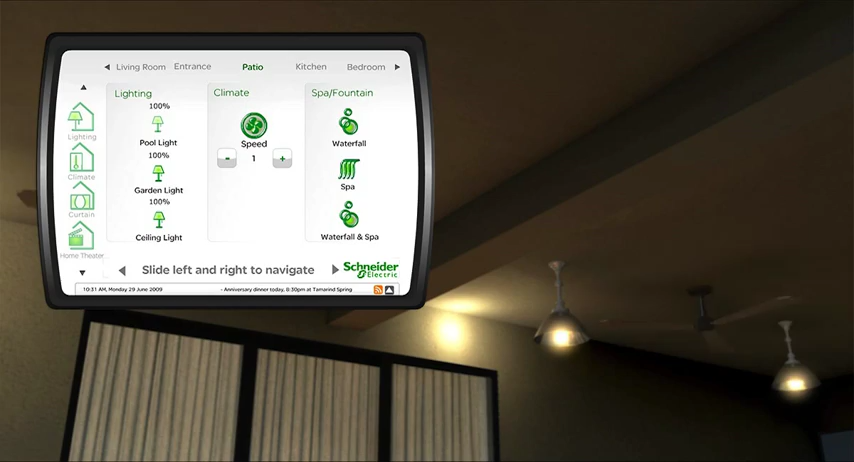 Living Room Entrance Patio Kitchen Bedroom
Lighting
Climate
Curtain
Home Theater...
Lighting
100%
Pool Light
100%
Garden Light
100%
Ceiling Light
Climate
Speed
- 1 +
Spa/Fountain
Waterfall
Spa
Waterfall & Spa
Slide left and right to navigate
Schneider
Electric
10:31 AM, Monday 29 June 2009 - Anniversary dinner today, 8:30pm at Tamarind Spring